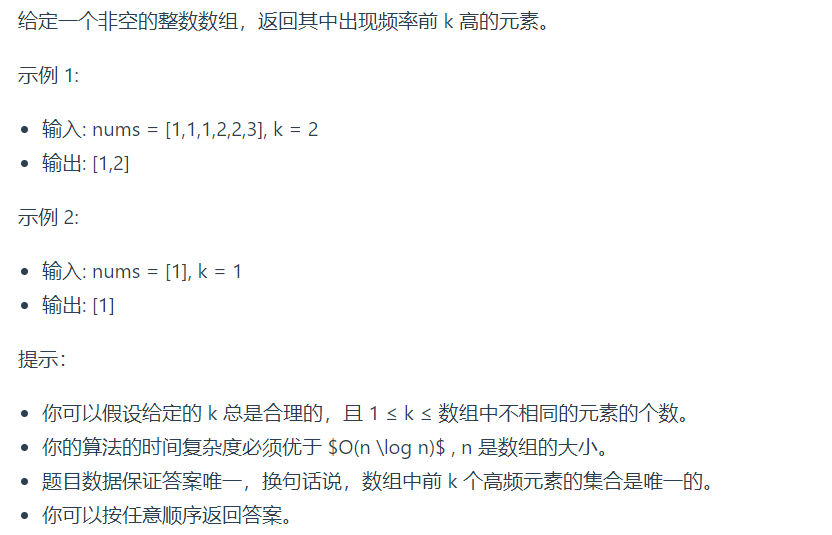 给定一个非空的整数数组，返回其中出现频率前 k 高的元素。
示例 1:
• 输入: nums = [1,1,1,2,2,3], k = 2
• 输出: [1,2]
示例 2:
• 输入: nums = [1], k = 1
• 输出: [1]
提示：
• 你可以假设给定的 k 总是合理的，且 1 ≤ k ≤ 数组中不相同的元素的个数。
• 你的算法的时间复杂度必须优于 $O(n \log n)$ , n 是数组的大小。
• 题目数据保证答案唯一，换句话说，数组中前 k 个高频元素的集合是唯一的。
• 你可以按任意顺序返回答案。